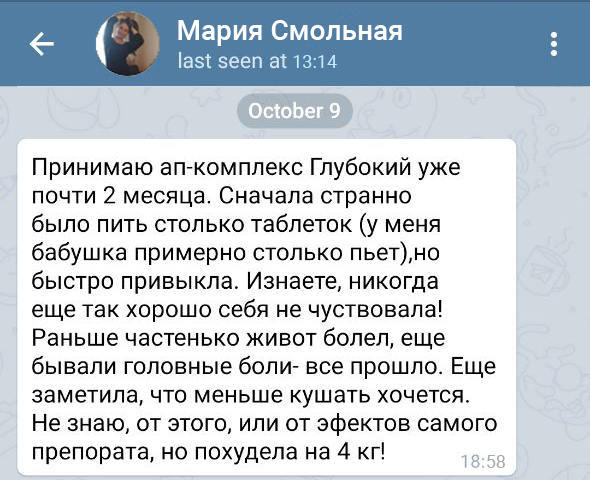 Мария Смольная
last seen at 13:14
October 9
Принимаю ап-комплекс Глубокий уже
почти 2 месяца. Сначала странно
было пить столько таблеток (у меня
бабушка примерно столько пьет),но
быстро привыкла. Изнаете, никогда
еще так хорошо себя не чуствовала!
Раньше частенько живот болел, еще
бывали головные боли- все прошло. Еще
заметила, что меньше кушать хочется.
Не знаю, от этого, или от эфектов самого
препорота, но похудела на 4 кг!
18:58